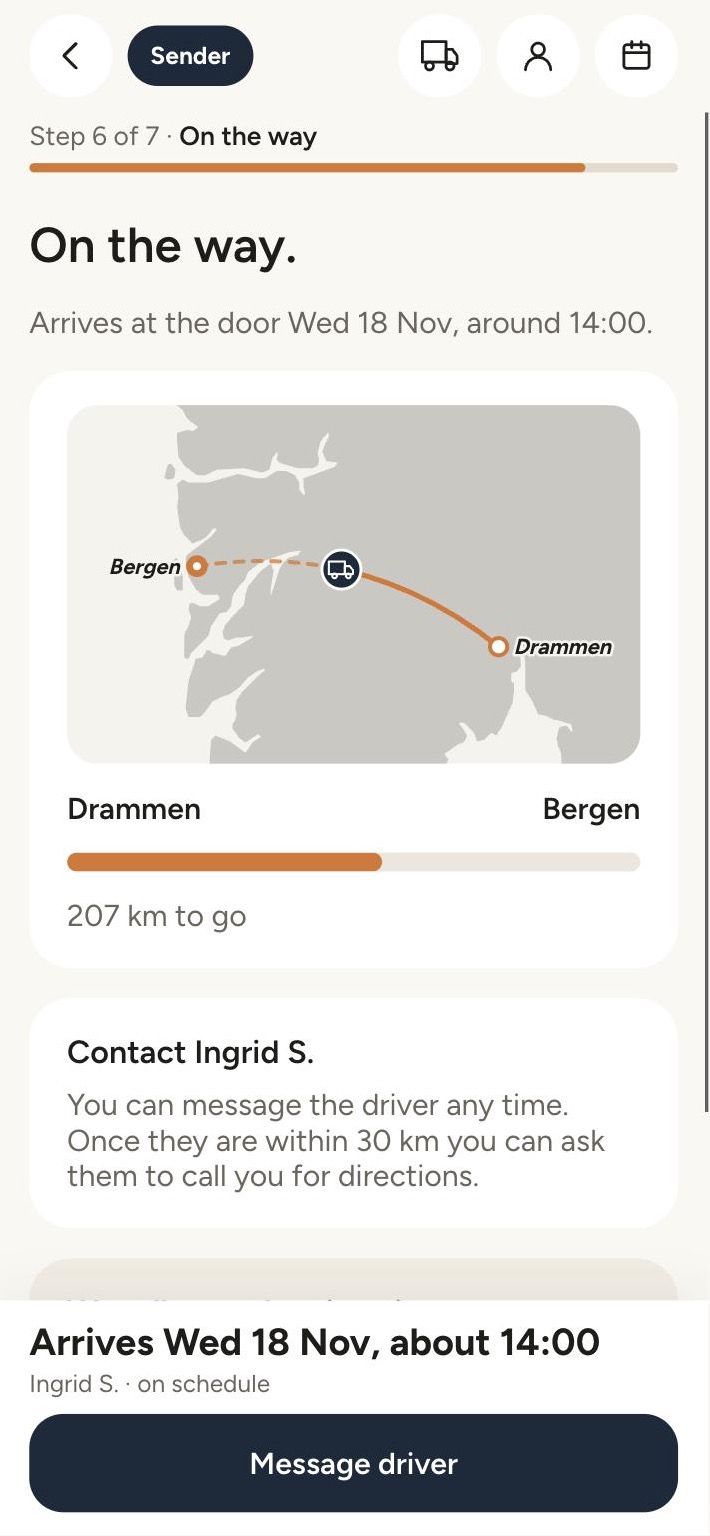 Sender
Step 6 of 7 · On the way
On the way.
Arrives at the door Wed 18 Nov, around 14:00.
Bergen
Drammen
Drammen
Bergen
207 km to go
Contact Ingrid S.
You can message the driver any time.
Once they are within 30 km you can ask
them to call you for directions.
Arrives Wed 18 Nov, about 14:00
Ingrid S. · on schedule
Message driver